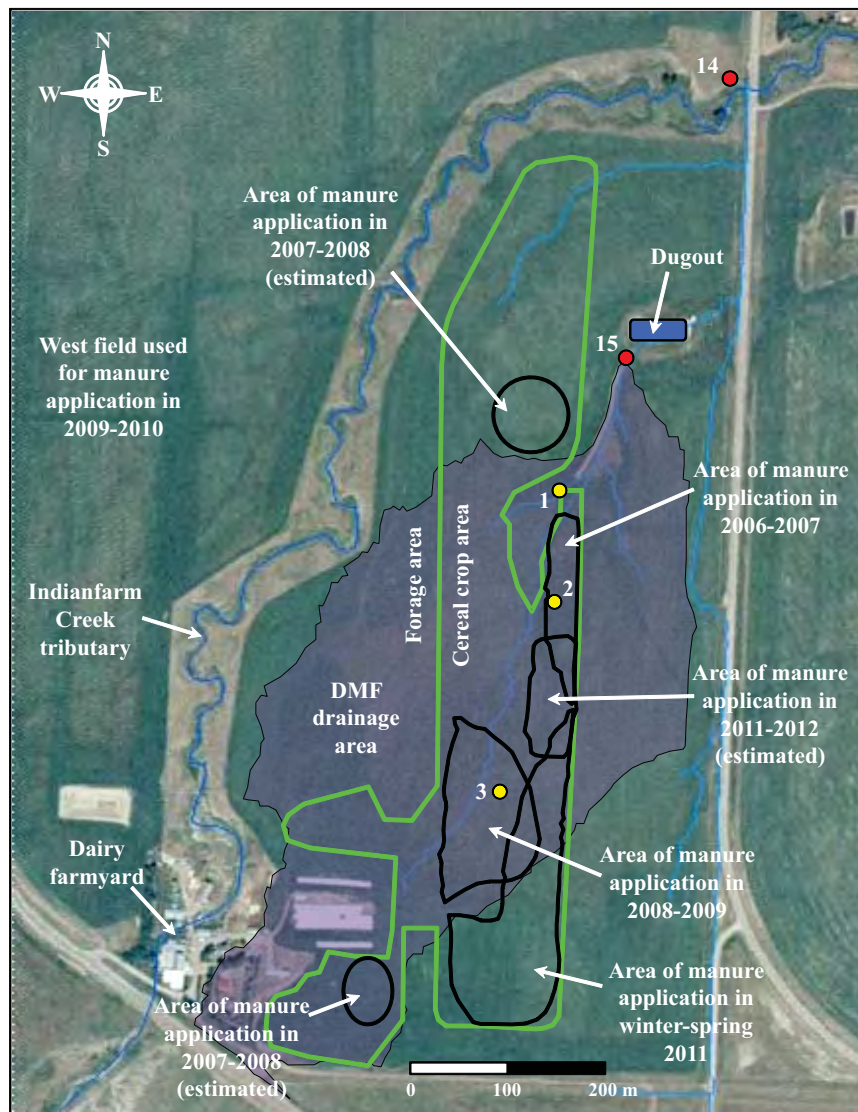 N
W
E
S
14
Area of manure
application in
2007-2008
(estimated)
Dugout
15
West field used
for manure
application in
2009-2010
Area of manure
application in
2006-2007
1
Forage area
Cereal crop area
2
Indianfarm
Creek
tributary
DMF
drainage
area
Area of manure
application in
2011-2012
(estimated)
3
Dairy
farmyard
Area of manure
application in
2008-2009
Area of manure
application in
winter-spring
2011
Area of manure
application in
2007-2008
(estimated)
0
100
200 m